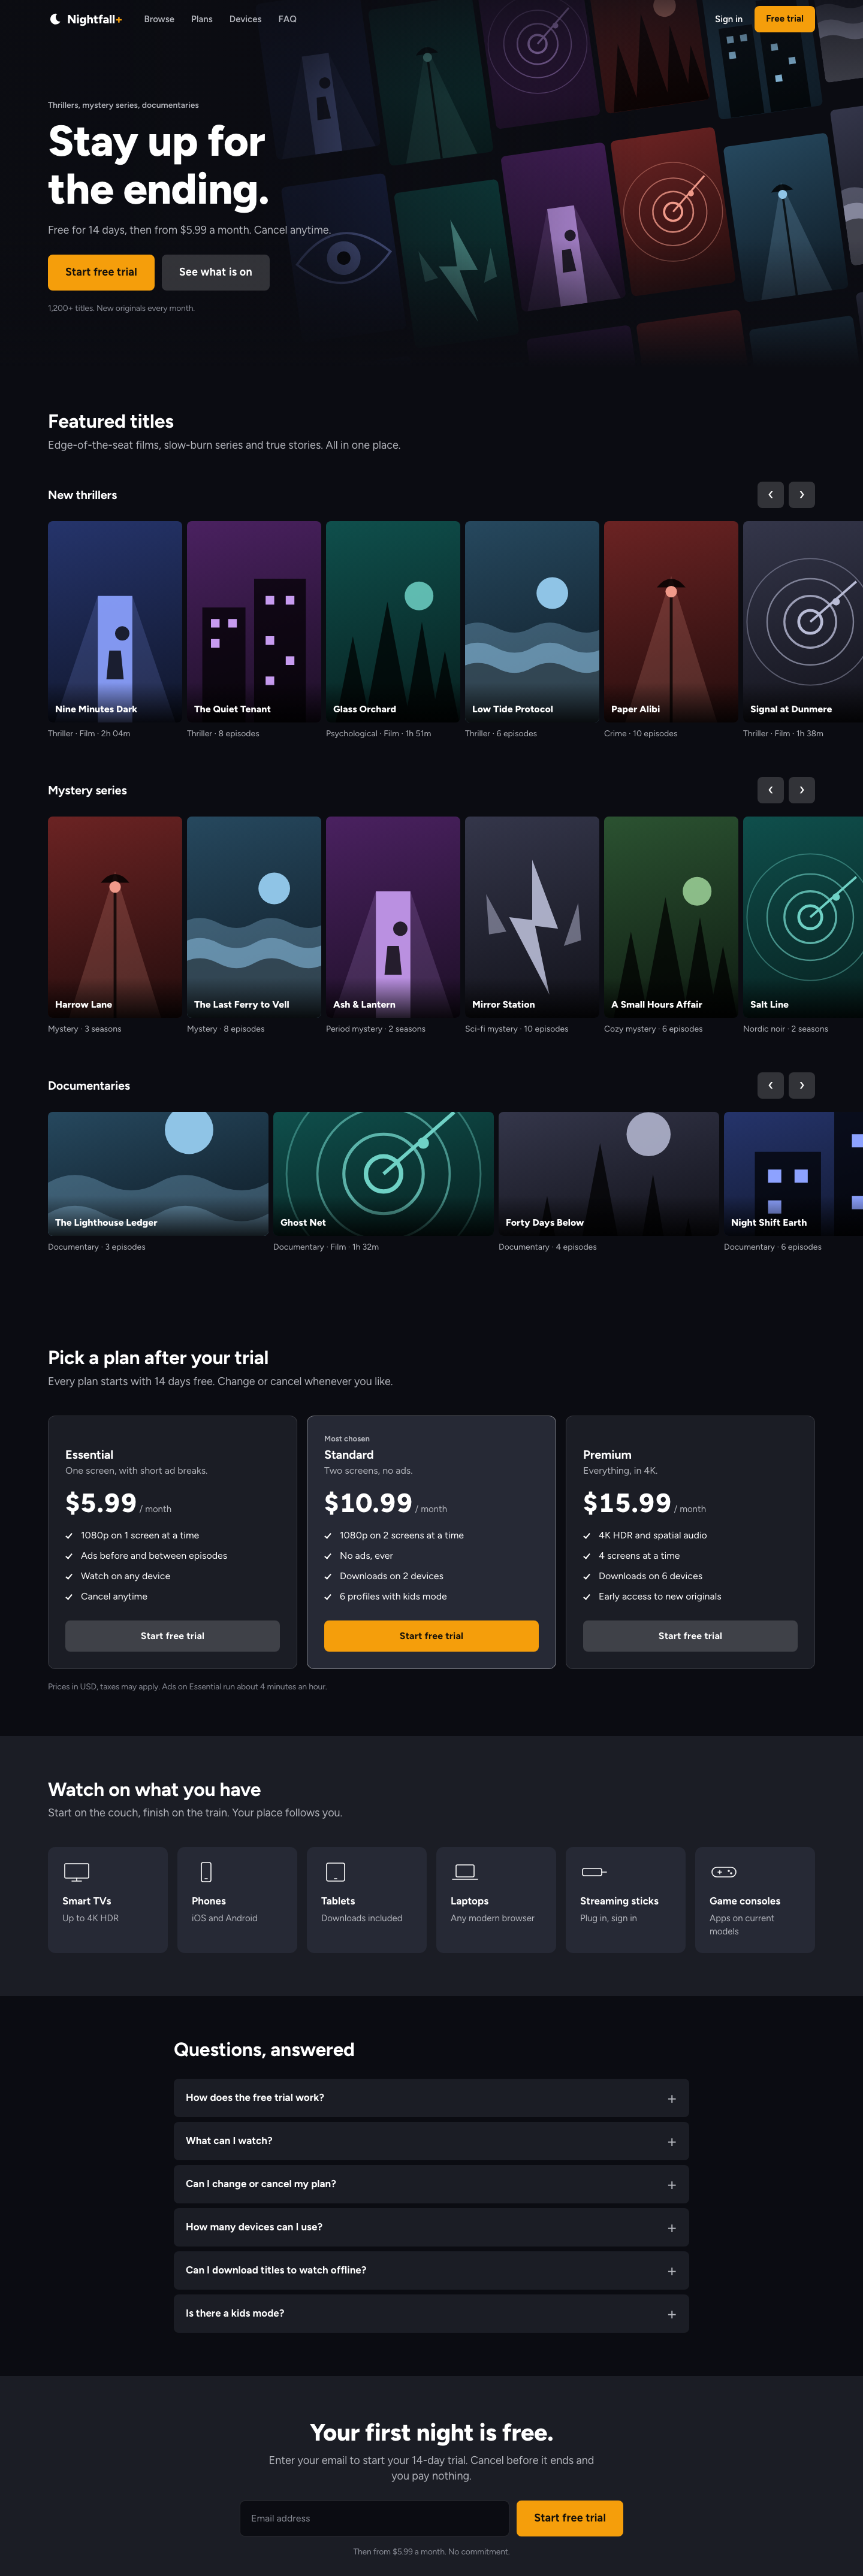 Nightfall+
Browse
Plans
Devices
FAQ
Sign in
Free trial
Thrillers, mystery series, documentaries
Stay up for
the ending.
Free for 14 days, then from $5.99 a month. Cancel anytime.
Start free trial
See what is on
1,200+ titles. New originals every month.
Featured titles
Edge-of-the-seat films, slow-burn series and true stories. All in one place.
New thrillers
Nine Minutes Dark
Thriller · Film · 2h 04m
The Quiet Tenant
Thriller · 8 episodes
Glass Orchard
Psychological · Film · 1h 51m
Low Tide Protocol
Thriller · 6 episodes
Paper Alibi
Crime · 10 episodes
Signal at Dunmere
Thriller · Film · 1h 38m
Mystery series
Harrow Lane
Mystery · 3 seasons
The Last Ferry to Vell
Mystery · 8 episodes
Ash & Lantern
Period mystery · 2 seasons
Mirror Station
Sci-fi mystery · 10 episodes
A Small Hours Affair
Cozy mystery · 6 episodes
Salt Line
Nordic noir · 2 seasons
Documentaries
The Lighthouse Ledger
Documentary · 3 episodes
Ghost Net
Documentary · Film · 1h 32m
Forty Days Below
Documentary · 4 episodes
Night Shift Earth
Documentary · 6 episodes
Pick a plan after your trial
Every plan starts with 14 days free. Change or cancel whenever you like.
Essential
One screen, with short ad breaks.
$5.99 / month
1080p on 1 screen at a time
Ads before and between episodes
Watch on any device
Cancel anytime
Start free trial
Most chosen
Standard
Two screens, no ads.
$10.99 / month
1080p on 2 screens at a time
No ads, ever
Downloads on 2 devices
6 profiles with kids mode
Start free trial
Premium
Everything, in 4K.
$15.99 / month
4K HDR and spatial audio
4 screens at a time
Downloads on 6 devices
Early access to new originals
Start free trial
Prices in USD, taxes may apply. Ads on Essential run about 4 minutes an hour.
Watch on what you have
Start on the couch, finish on the train. Your place follows you.
Smart TVs
Up to 4K HDR
Phones
iOS and Android
Tablets
Downloads included
Laptops
Any modern browser
Streaming sticks
Plug in, sign in
Game consoles
Apps on current
models
Questions, answered
How does the free trial work?
What can I watch?
Can I change or cancel my plan?
How many devices can I use?
Can I download titles to watch offline?
Is there a kids mode?
Your first night is free.
Enter your email to start your 14-day trial. Cancel before it ends and
you pay nothing.
Email address
Start free trial
Then from $5.99 a month. No commitment.